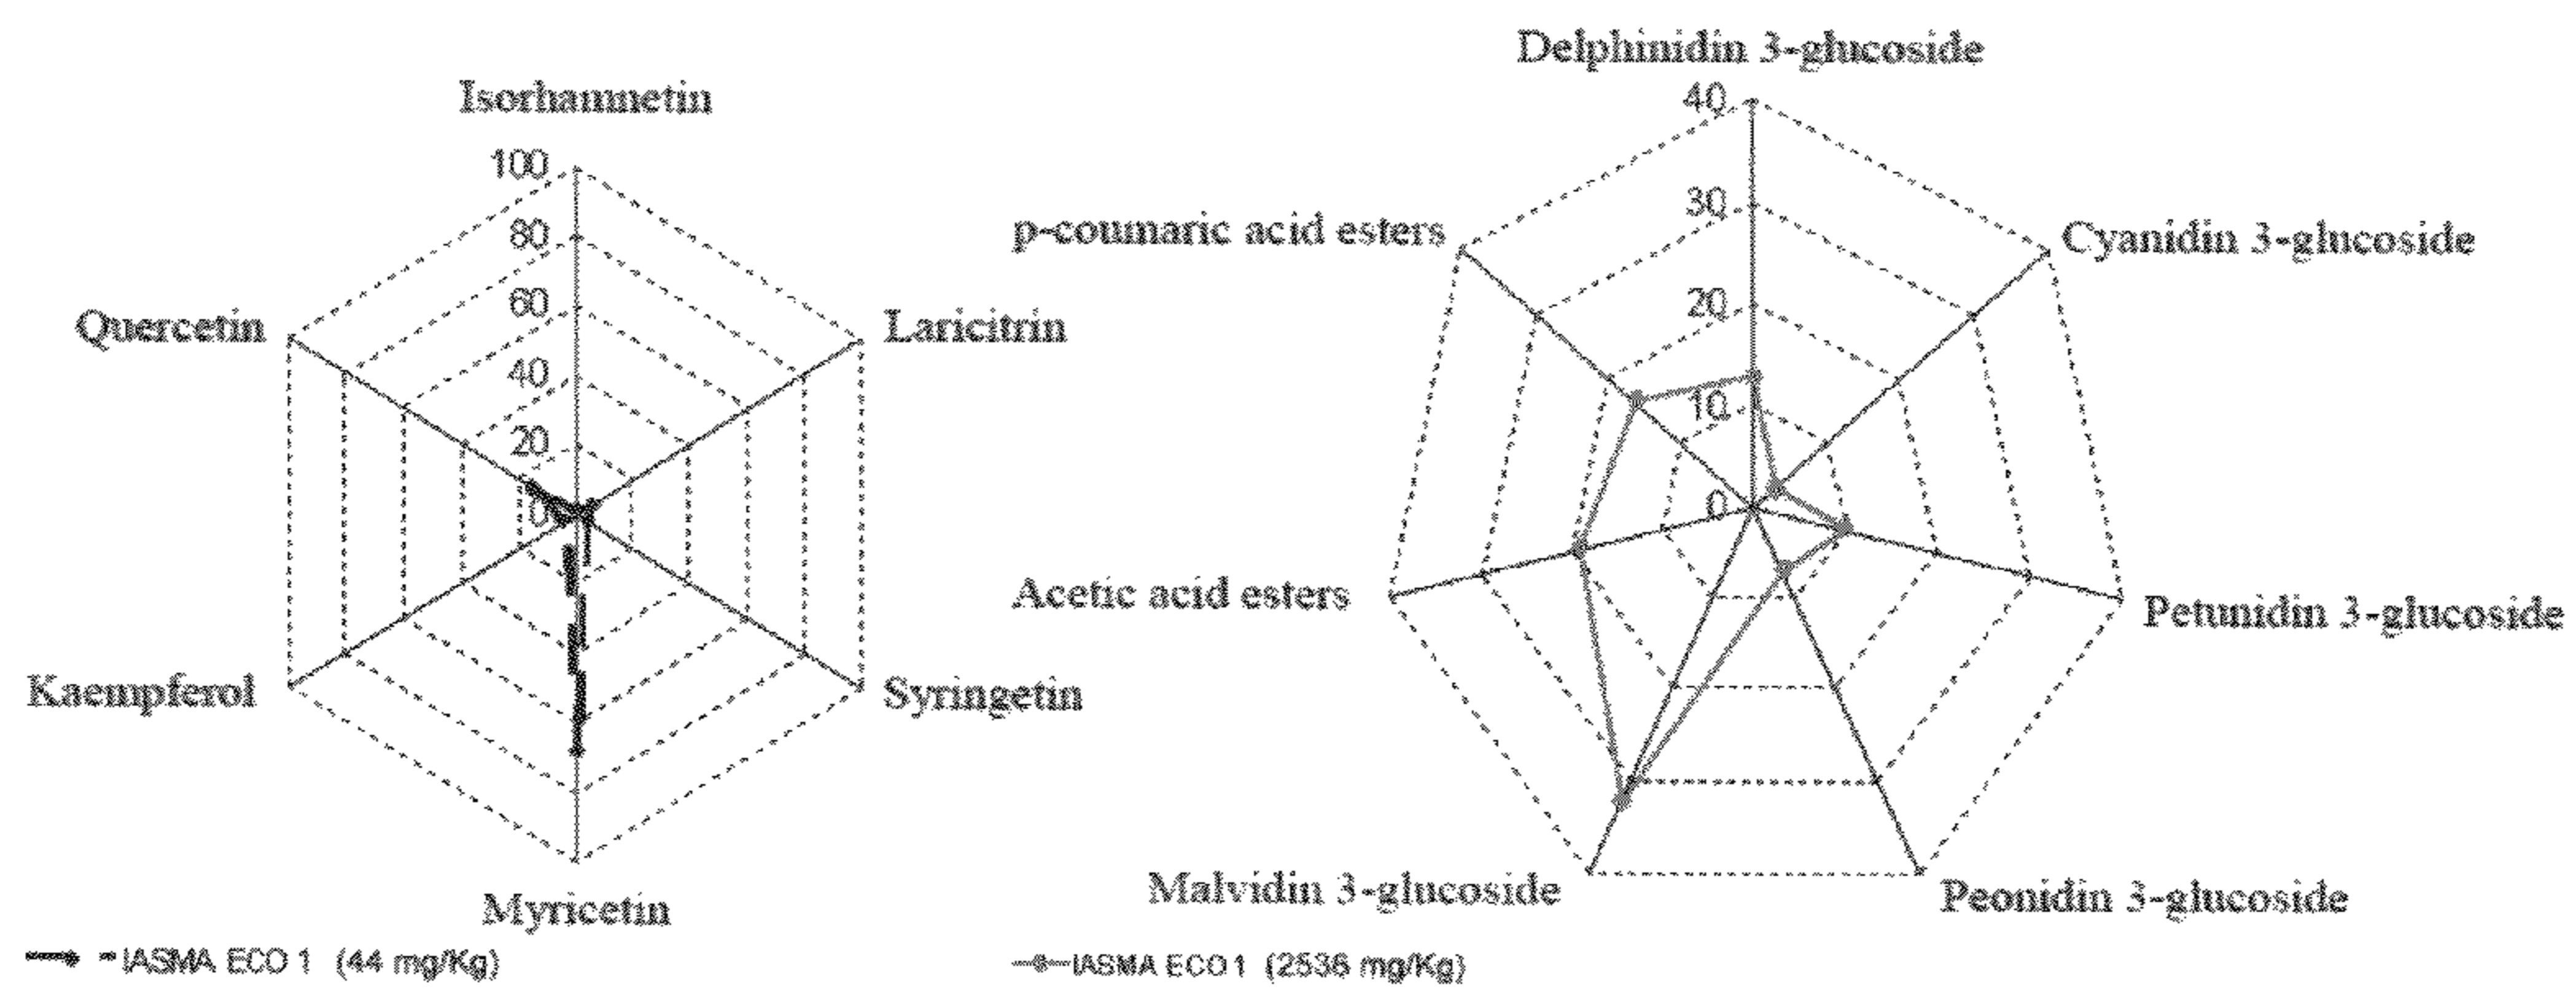 Isorhamnetin
100
80
60
40
20
0
Quercetin
Laricitrin
Kaempferol
Syringetin
Myricetin
IASMA ECO 1 (44 mg/Kg)
Delphinidin 3-glucoside
40
30
20
10
0
p-coumaric acid esters
Cyanidin 3-glucoside
Acetic acid esters
Petunidin 3-glucoside
Malvidin 3-glucoside
Peonidin 3-glucoside
IASMA ECO 1 (2536 mg/Kg)